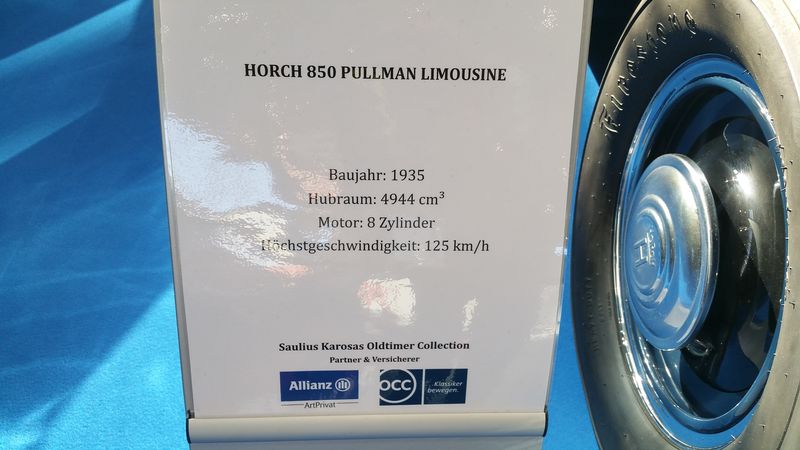 HORCH 850 PULLMAN LIMOUSINE
Baujahr: 1935
Hubraum: 4944 cm³
Motor: 8 Zylinder
Höchstgeschwindigkeit: 125 km/h
Saulius Karosas Oldtimer Collection
Partner & Versicherer
Allianz
ArtPrivat
OCC
...Klassiker
bewegen.
Firestone